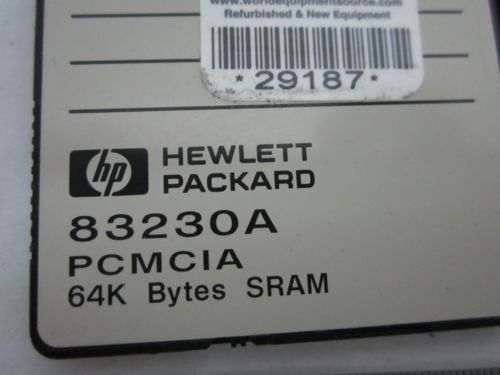 www.worldequipmentsource.com
Refurbished & New Equipment
*29187*
hp HEWLETT
PACKARD
83230A
PCMCIA
64K Bytes SRAM